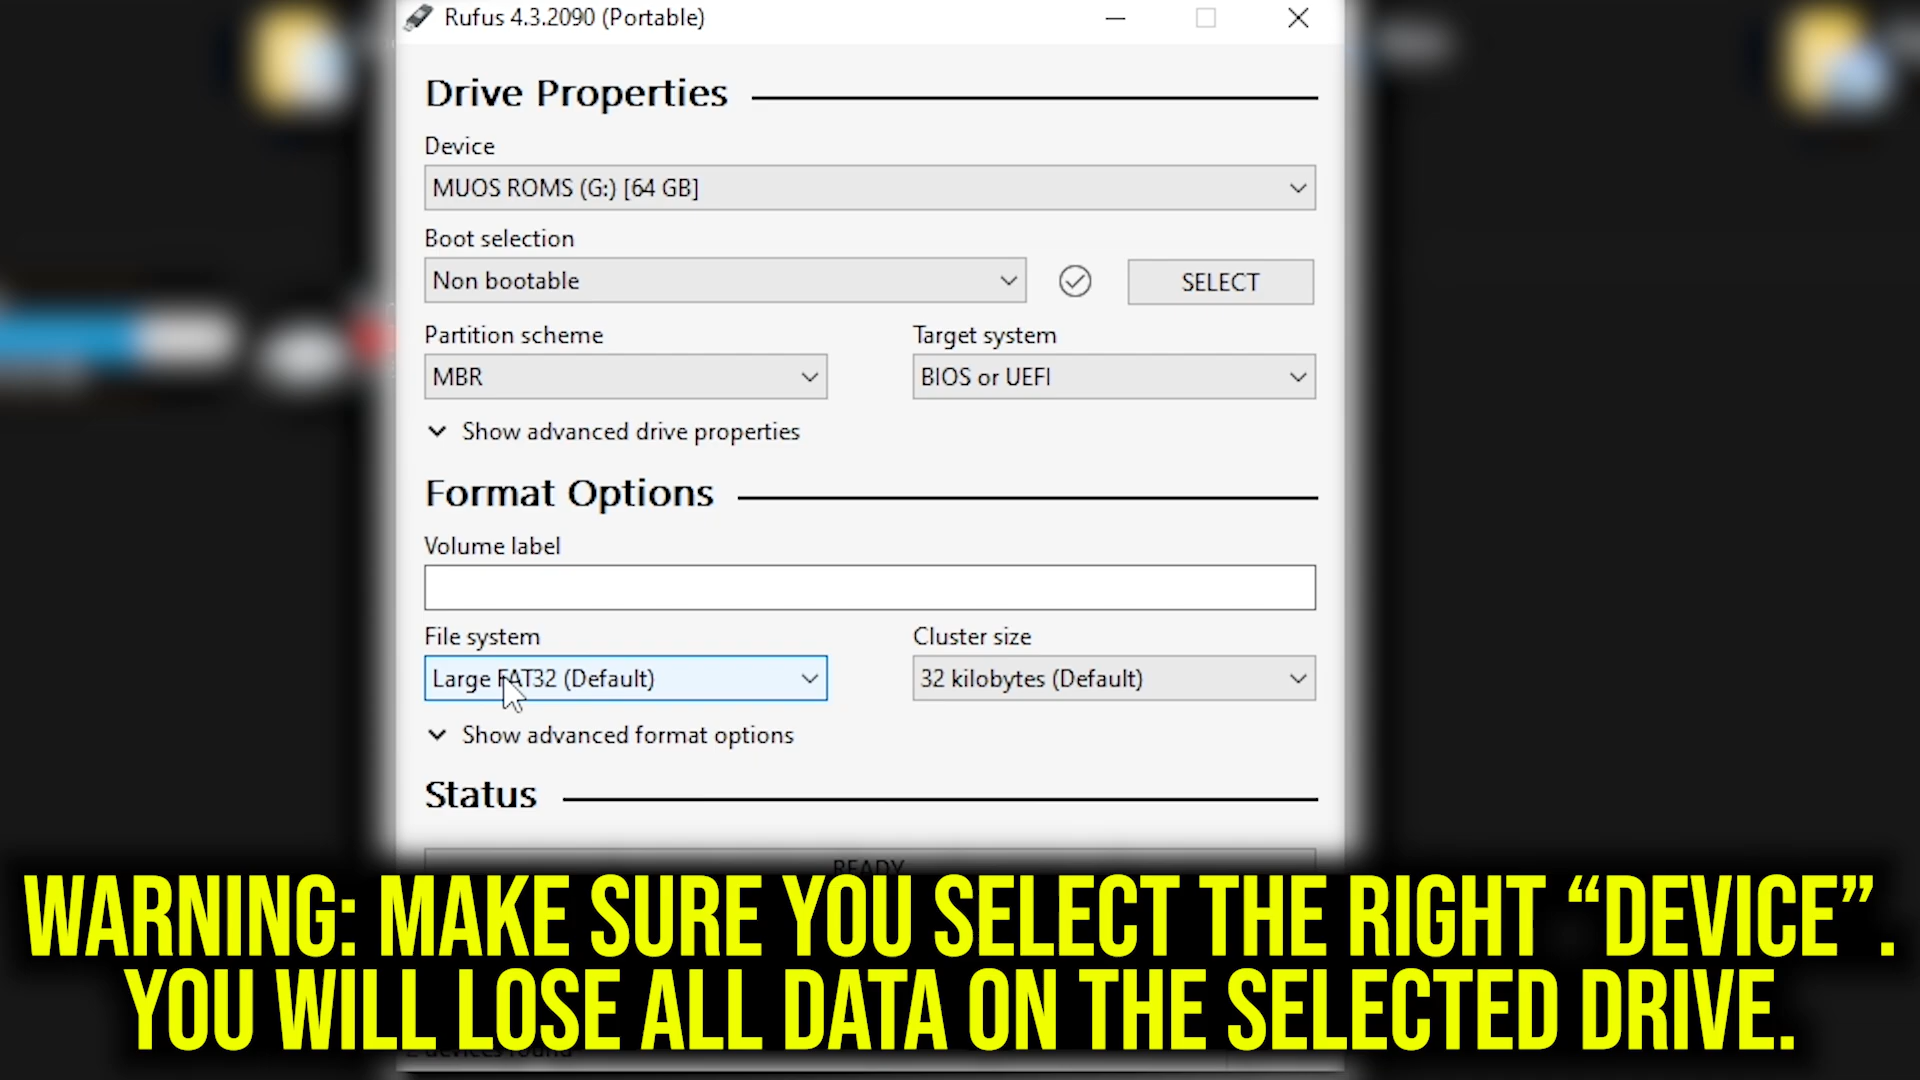 Rufus 4.3.2090 (Portable)
Drive Properties
Device
MUOS ROMS (G:) [64 GB]
Boot selection
Non bootable
SELECT
Partition scheme
Target system
MBR
BIOS or UEFI
Show advanced drive properties
Format Options
Volume label
File system
Cluster size
Large FAT32 (Default)
32 kilobytes (Default)
Show advanced format options
Status
READY
WARNING: MAKE SURE YOU SELECT THE RIGHT “DEVICE”.
YOU WILL LOSE ALL DATA ON THE SELECTED DRIVE.